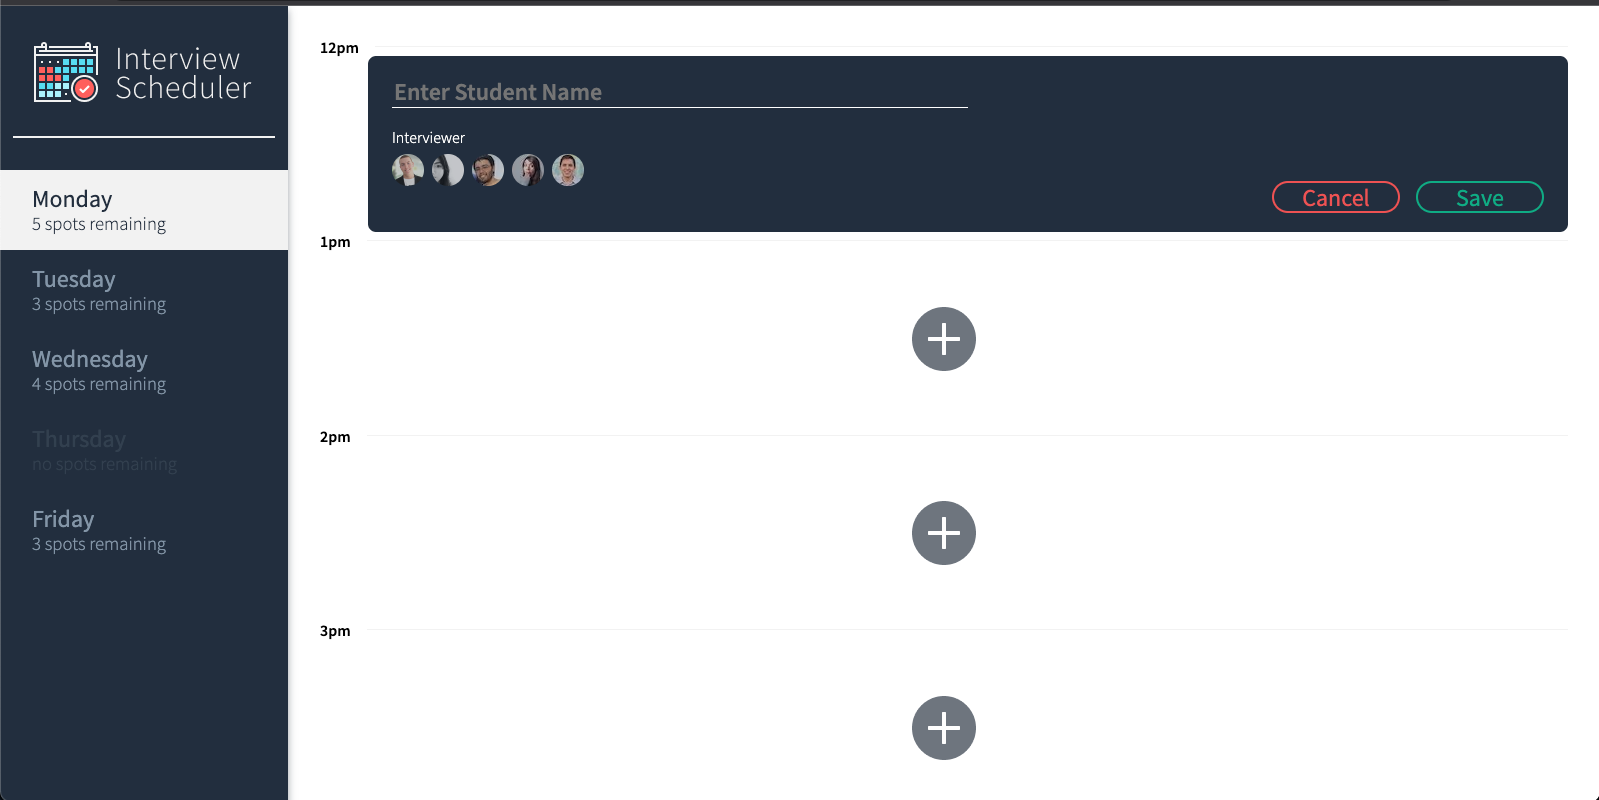 Interview
Scheduler
Monday
5 spots remaining
Tuesday
3 spots remaining
Wednesday
4 spots remaining
Thursday
no spots remaining
Friday
3 spots remaining
12pm
Enter Student Name
Interviewer
Cancel
Save
1pm
2pm
3pm